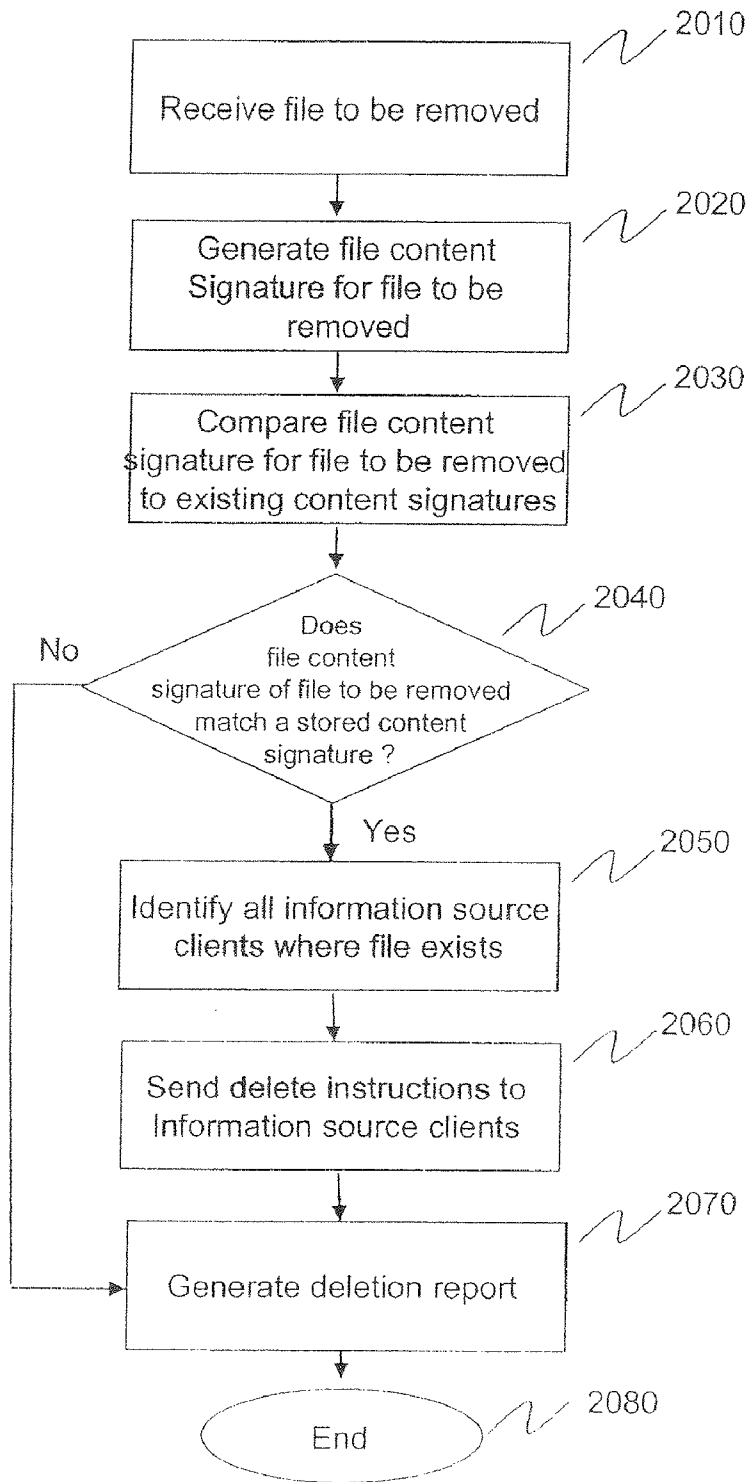 2010
Receive file to be removed
2020
Generate file content
Signature for file to be
removed
2030
Compare file content
signature for file to be removed
to existing content signatures
2040
Does
file content
signature of file to be removed
match a stored content
signature ?
No
Yes
2050
Identify all information source
clients where file exists
2060
Send delete instructions to
Information source clients
2070
Generate deletion report
2080
End